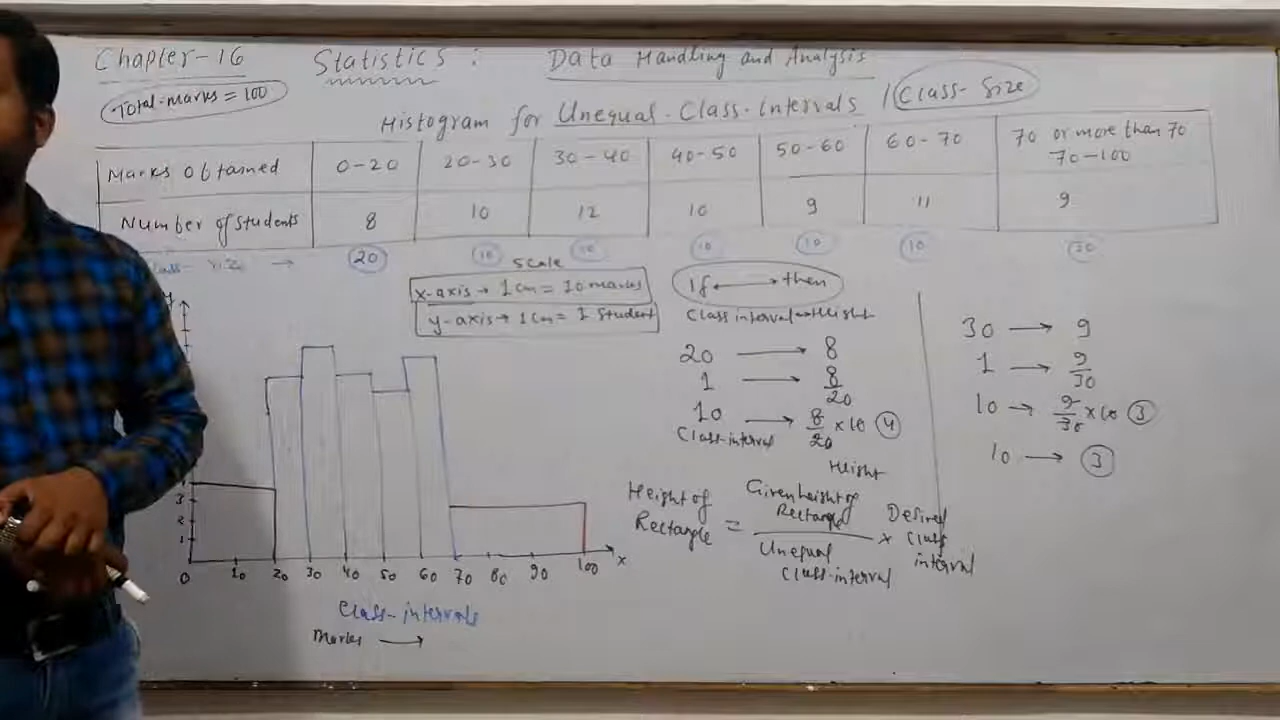 Chapter-16 Statistics : Data Handling and Analysis
Total-marks = 100
Histogram for Unequal-Class-Intervals / Class-Size
Marks Obtained 0-20 20-30 30-40 40-50 50-60 60-70 70 or more than 70
70-100
Number of students 8 10 12 10 9 11 9
size → 20 10 10 10 10 10 30
Scale
x-axis → 1cm = 10 marks
y-axis → 1cm = 1 student
If ⟷ then
Class interval → Height
20 → 8
1 → 8/20
10 → 8/20 × 10 4
Class-interval Height
30 → 9
1 → 9/30
10 → 9/30 × 10 3
10 → 3
Height of Rectangle = Given height of Rectangle / Unequal Class-interval × Desired Class interval
y
3
2
1
0 10 20 30 40 50 60 70 80 90 100 x
Class-intervals
Marks →